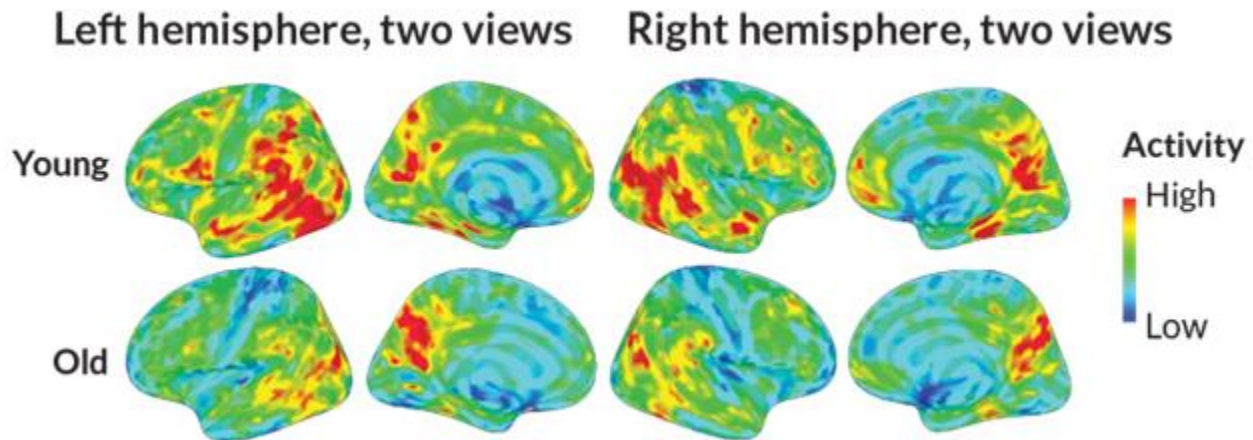 Left hemisphere, two views
Right hemisphere, two views
Young
Old
Activity
High
Low